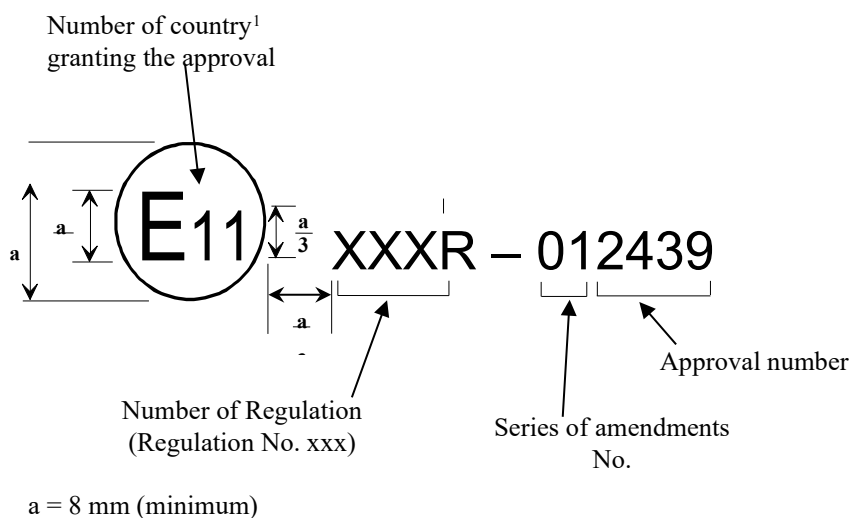 Number of country1
granting the approval
E11
a
a
a
3
XXXR – 012439
a
Approval number
Number of Regulation
(Regulation No. xxx)
Series of amendments
No.
a = 8 mm (minimum)